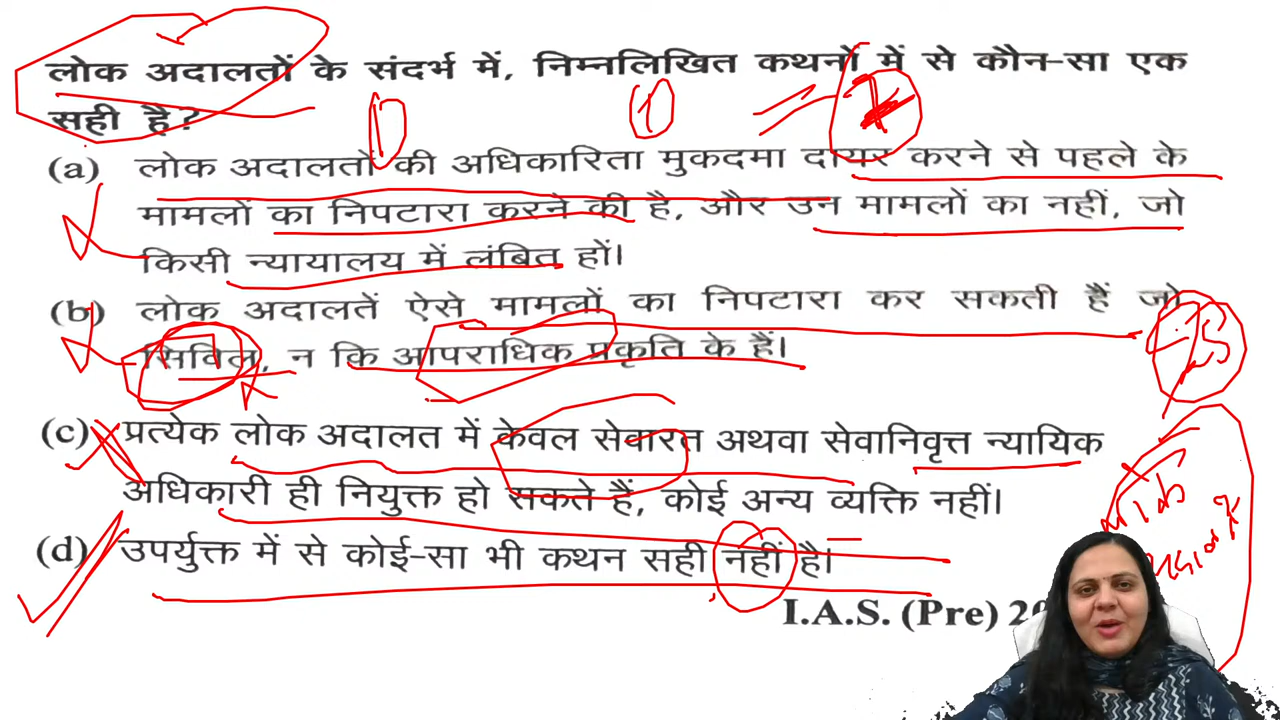 लोक अदालतों के संदर्भ में, निम्नलिखित कथनों में से कौन-सा एक
सही है?
(a) लोक अदालतों की अधिकारिता मुकदमा दायर करने से पहले के
मामलों का निपटारा करने की है, और उन मामलों का नहीं, जो
किसी न्यायालय में लंबित हों।
(b) लोक अदालतें ऐसे मामलों का निपटारा कर सकती हैं जो
सिविल, न कि आपराधिक प्रकृति के हैं।
(c) प्रत्येक लोक अदालत में केवल सेवारत अथवा सेवानिवृत्त न्यायिक
अधिकारी ही नियुक्त हो सकते हैं, कोई अन्य व्यक्ति नहीं।
(d) उपर्युक्त में से कोई-सा भी कथन सही नहीं है।
I.A.S. (Pre)